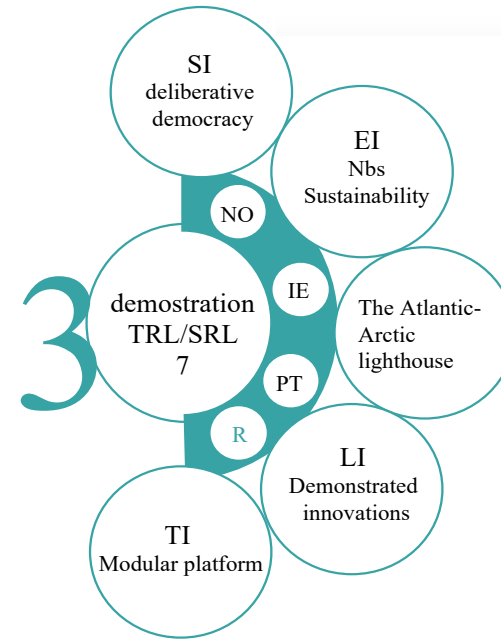 SI
deliberative
democracy
EI
Nbs
Sustainability
NO
IE
3
demostration
TRL/SRL
7
The Atlantic-
Arctic
lighthouse
PT
R
LI
Demonstrated
innovations
TI
Modular platform